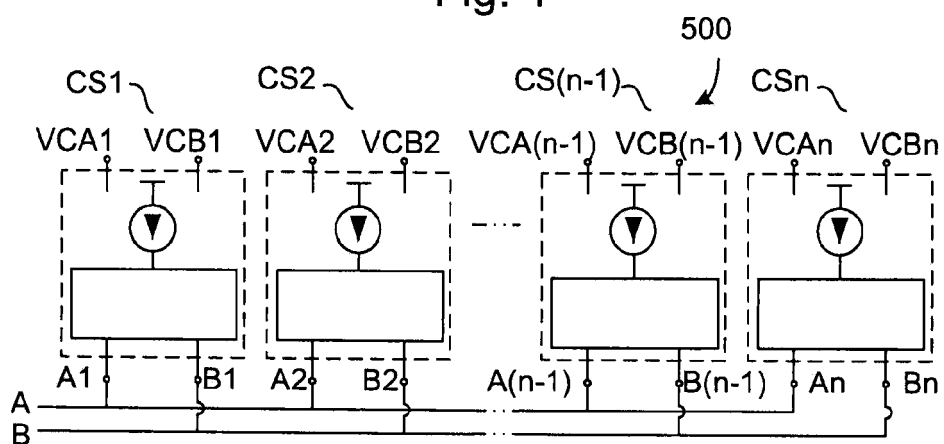 Fig.
500
CS1 CS2 CS(n-1) CSn
VCA1 VCB1 VCA2 VCB2 VCA(n-1) VCB(n-1) VCAn VCBn
A1 B1 A2 B2 A(n-1) B(n-1) An Bn
A
B